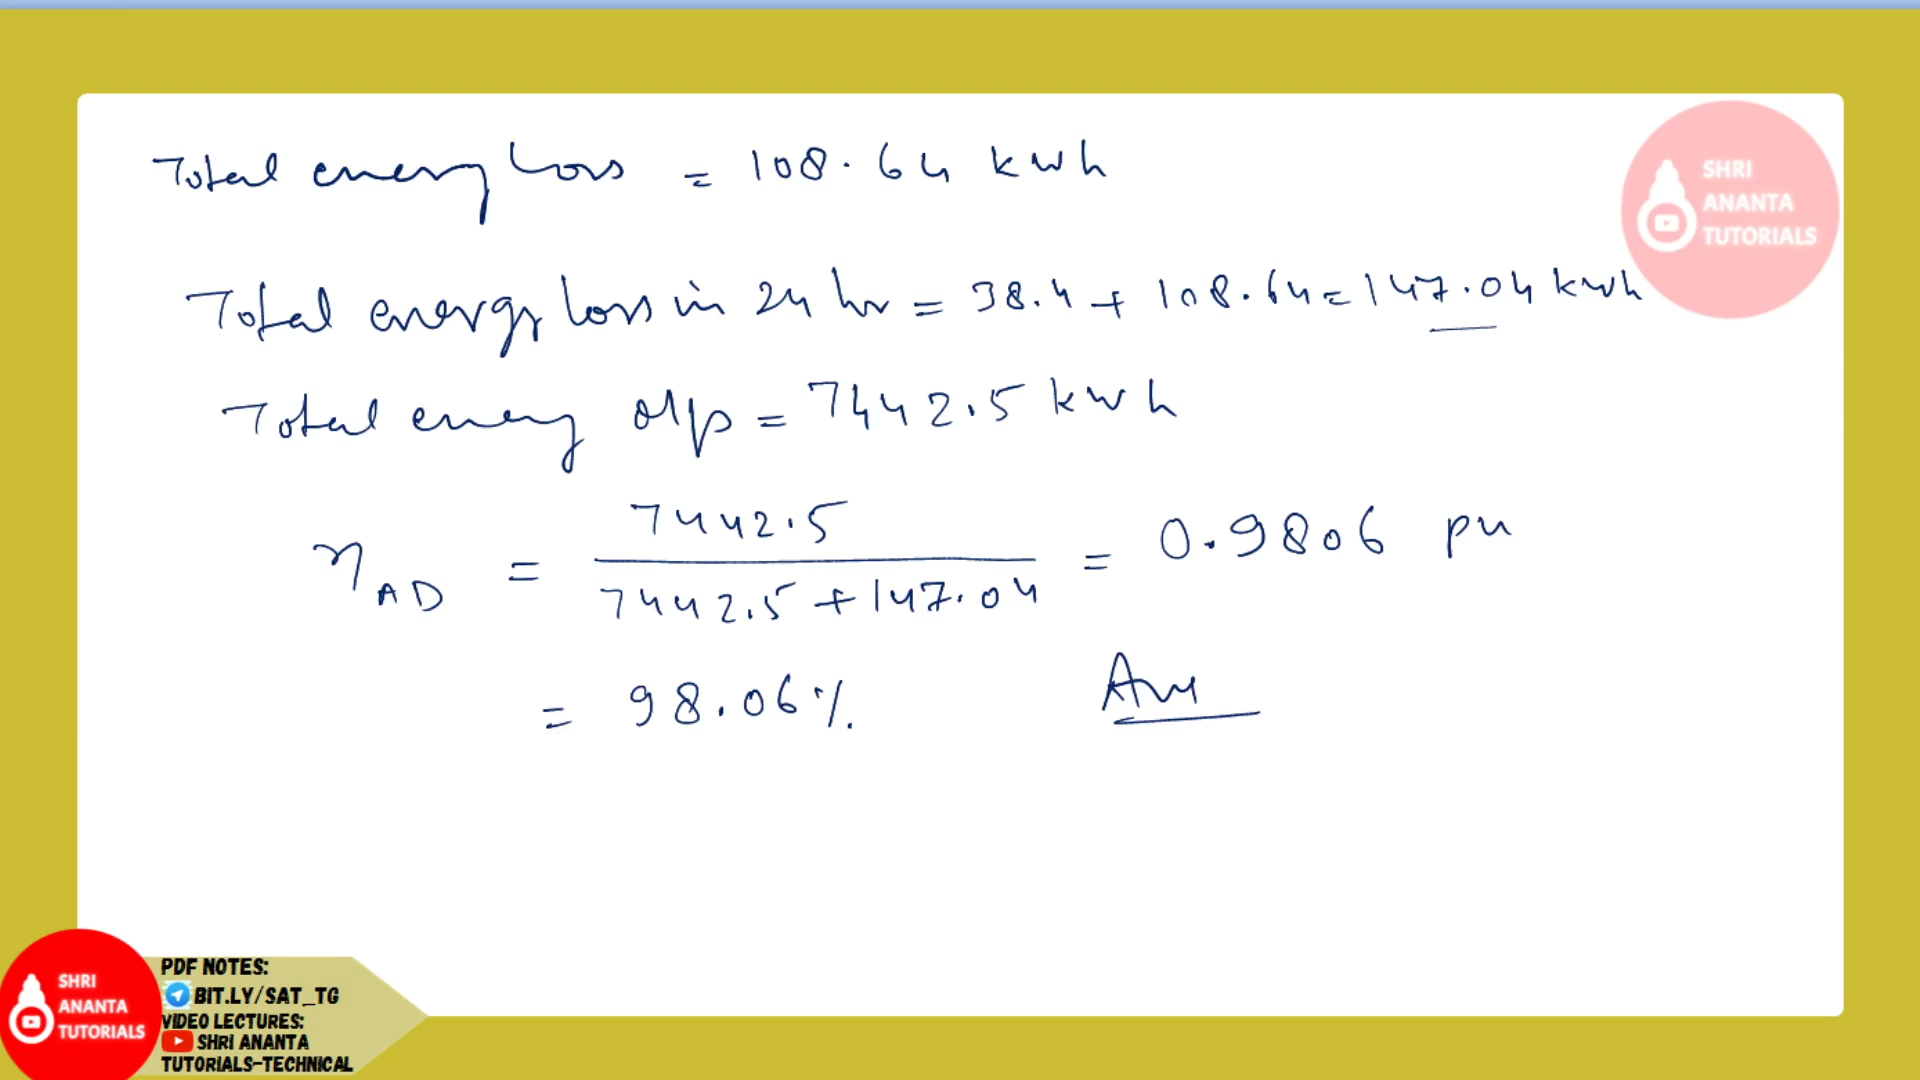 Total energy loss = 108.64 kwh
SHRI
ANANTA
TUTORIALS
Total energy loss in 24 hr = 38.4 + 108.64 = 147.04 kwh
Total energy o/p = 7442.5 kwh
η_AD = 7442.5 / (7442.5 + 147.04) = 0.9806 pu
= 98.06 %. Ans
SHRI
ANANTA
TUTORIALS
PDF NOTES:
BIT.LY/SAT_TG
VIDEO LECTURES:
SHRI ANANTA
TUTORIALS-TECHNICAL